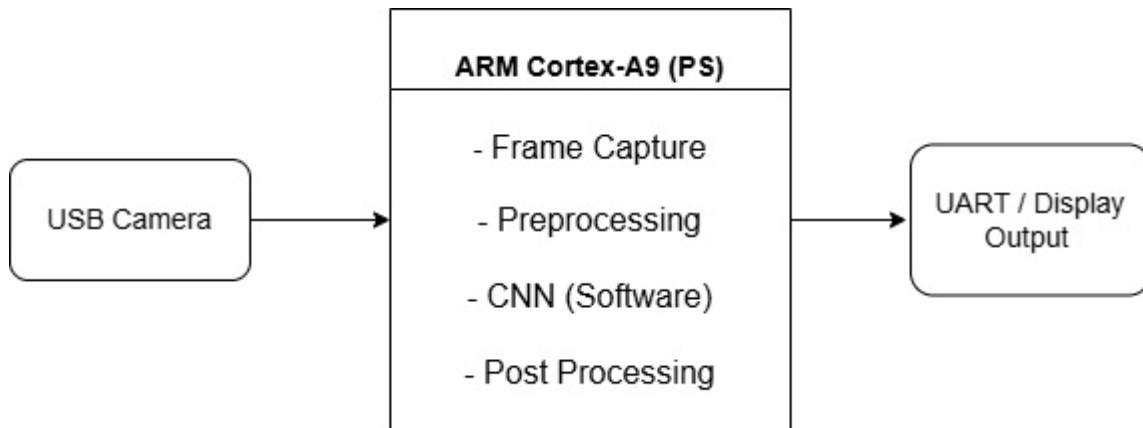 ARM Cortex-A9 (PS)
USB Camera
- Frame Capture
- Preprocessing
- CNN (Software)
- Post Processing
UART / Display
Output